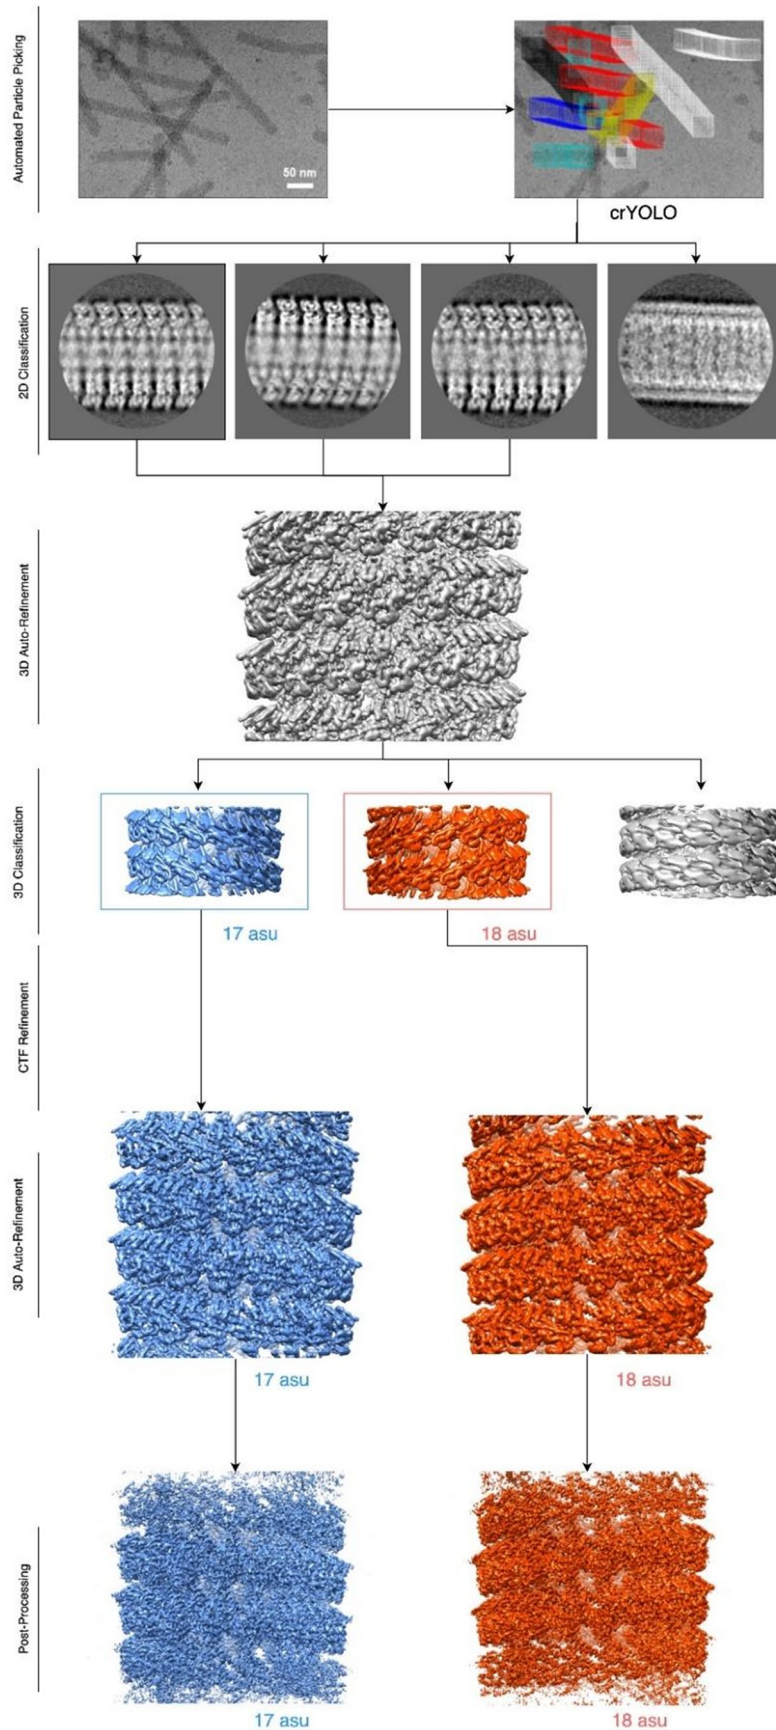 Automated Particle Picking
50 nm
crYOLO
2D Classification
3D Auto-Refinement
3D Classification
17 asu
18 asu
CTF Refinement
3D Auto-Refinement
17 asu
18 asu
Post-Processing
17 asu
18 asu